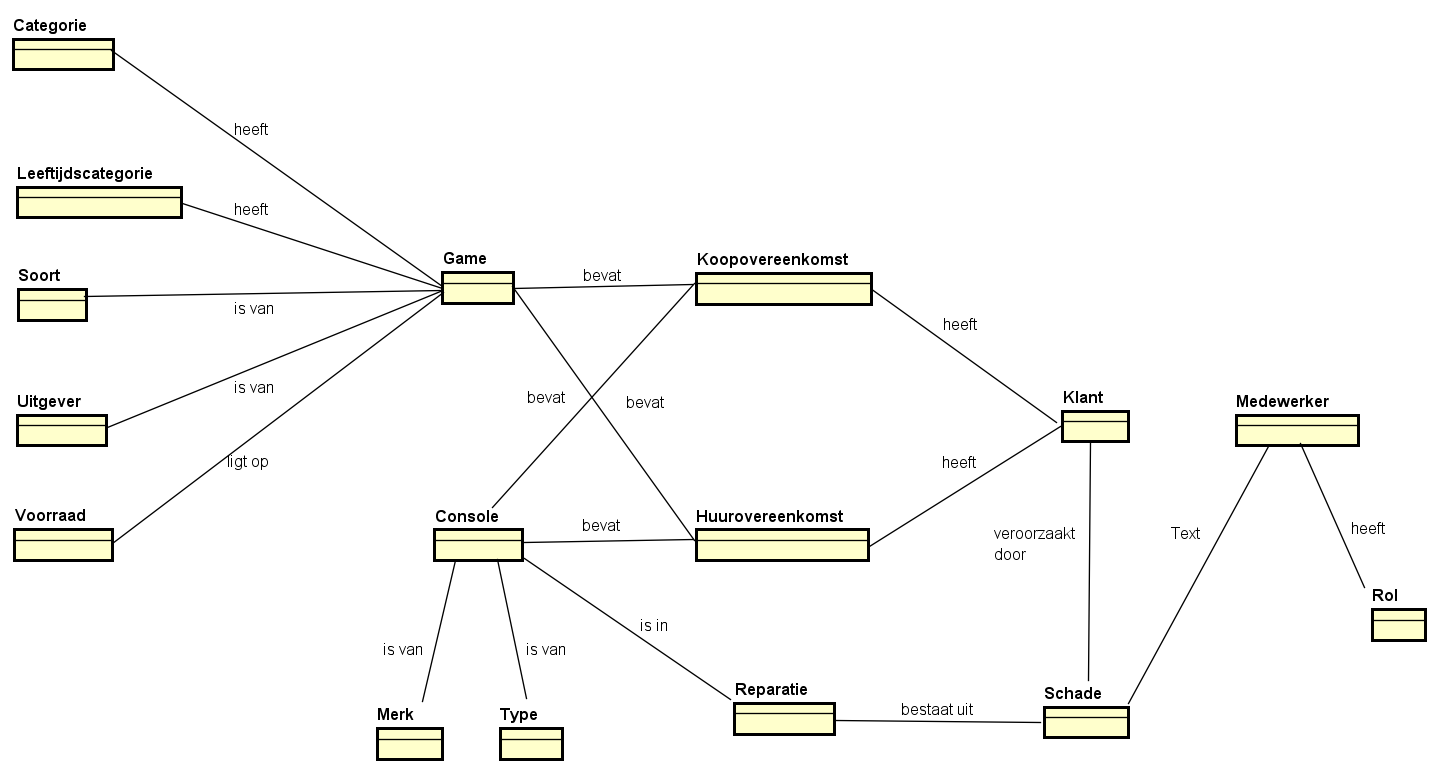 Categorie
heeft
Leeftijdscategorie
heeft
Soort
is van
Game
bevat
Koopovereenkomst
heeft
Uitgever
is van
bevat
bevat
Klant
Medewerker
ligt op
heeft
Voorraad
Console
bevat
Huurovereenkomst
veroorzaakt
door
Text
heeft
is van
is van
is in
Rol
Merk
Type
Reparatie
bestaat uit
Schade